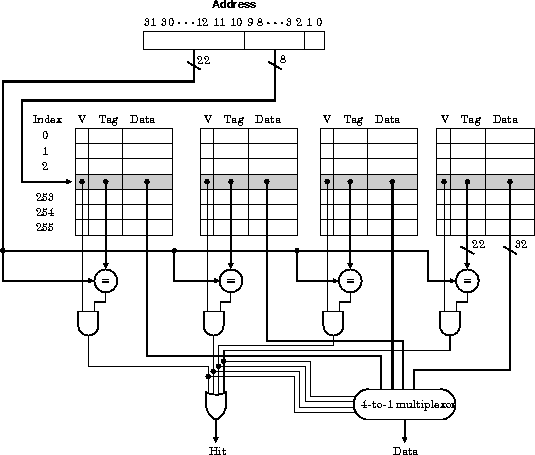 Address
31 30 ··· 12 11 10 9 8 ··· 3 2 1 0
22 8
Index V Tag Data V Tag Data V Tag Data V Tag Data
0
1
2
253
254
255
22 32
= = = =
4-to-1 multiplexor
Hit Data